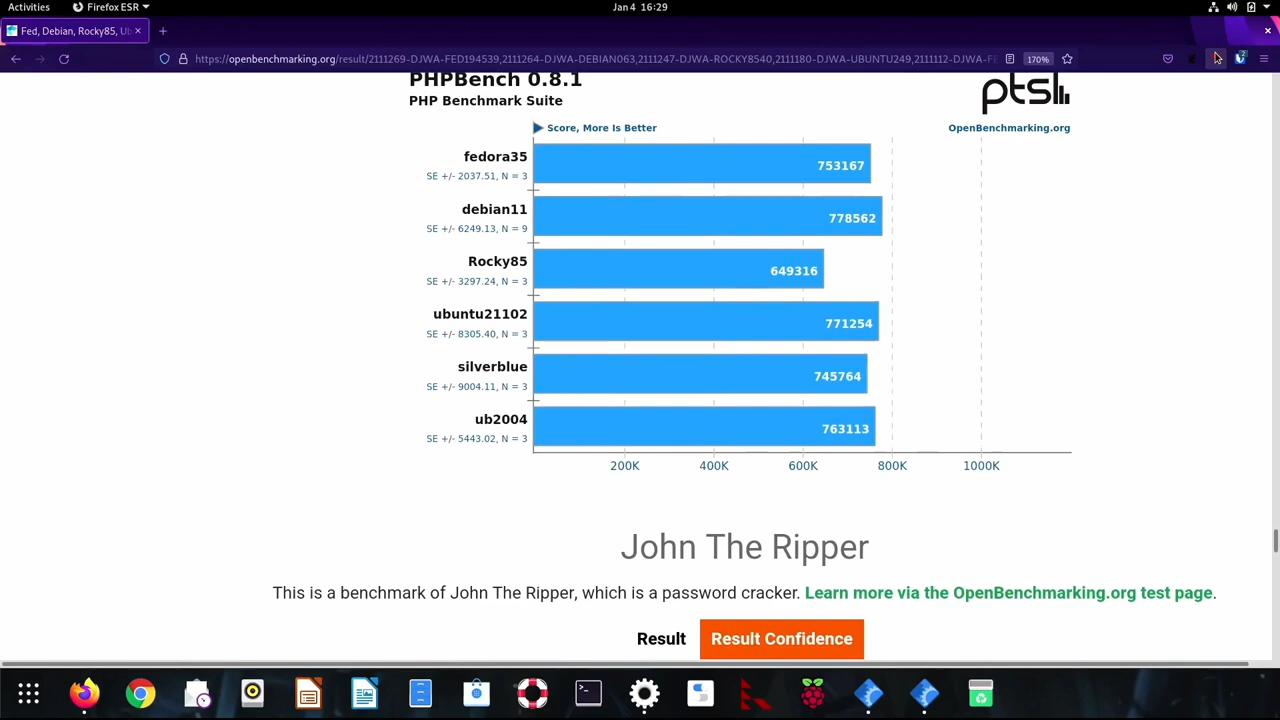 Activities
Firefox ESR
Jan 4 16:29
Fed, Debian, Rocky85, Ub
https://openbenchmarking.org/result/2111269-DJWA-FED194539,2111264-DJWA-DEBIAN063,2111247-DJWA-ROCKY8540,2111180-DJWA-UBUNTU249,2111112-DJWA-FE
170%
PHPBench 0.8.1
PHP Benchmark Suite
ptsl
Score, More Is Better
OpenBenchmarking.org
fedora35
753167
SE +/- 2037.51, N = 3
debian11
778562
SE +/- 6249.13, N = 9
Rocky85
649316
SE +/- 3297.24, N = 3
ubuntu21102
771254
SE +/- 8305.40, N = 3
silverblue
745764
SE +/- 9004.11, N = 3
ub2004
763113
SE +/- 5443.02, N = 3
200K 400K 600K 800K 1000K
John The Ripper
This is a benchmark of John The Ripper, which is a password cracker. Learn more via the OpenBenchmarking.org test page.
Result Result Confidence